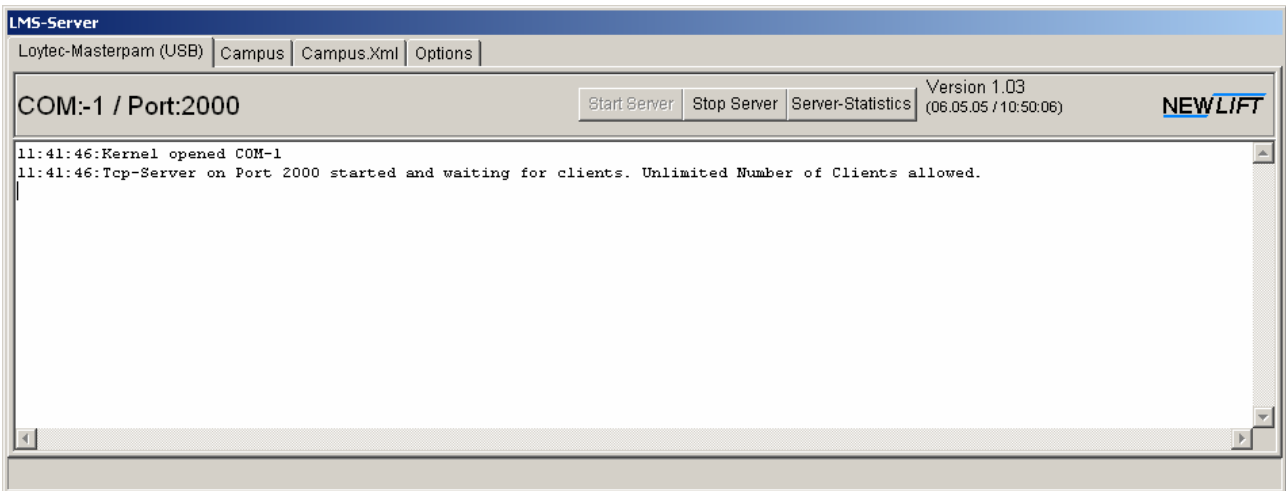 LMS-Server
Loytec-Masterpam (USB) Campus Campus.Xml Options
COM:-1 / Port:2000
Start Server Stop Server Server-Statistics
Version 1.03
(06.05.05 / 10:50:06)
NEWLIFT
11:41:46:Kernel opened COM-1
11:41:46:Tcp-Server on Port 2000 started and waiting for clients. Unlimited Number of Clients allowed.